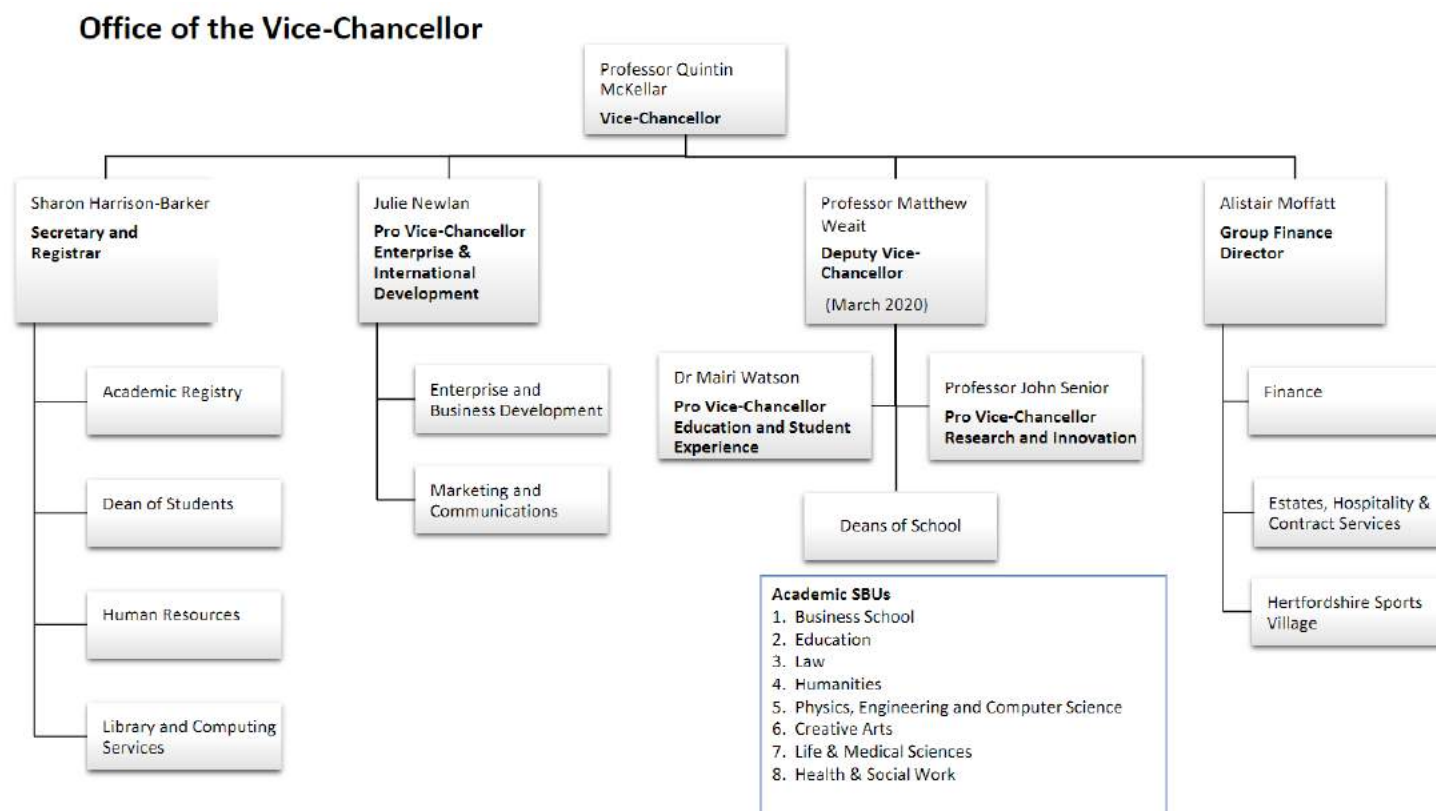 Office of the Vice-Chancellor
Professor Quintin
McKellar
Vice-Chancellor
Sharon Harrison-Barker
Secretary and
Registrar
Julie Newlan
Pro Vice-Chancellor
Enterprise &
International
Development
Professor Matthew
Weait
Deputy Vice-
Chancellor
(March 2020)
Alistair Moffatt
Group Finance
Director
Academic Registry
Dean of Students
Human Resources
Library and Computing
Services
Enterprise and
Business Development
Marketing and
Communications
Dr Mairi Watson
Pro Vice-Chancellor
Education and Student
Experience
Professor John Senior
Pro Vice-Chancellor
Research and Innovation
Deans of School
Academic SBUs
1. Business School
2. Education
3. Law
4. Humanities
5. Physics, Engineering and Computer Science
6. Creative Arts
7. Life & Medical Sciences
8. Health & Social Work
Finance
Estates, Hospitality &
Contract Services
Hertfordshire Sports
Village